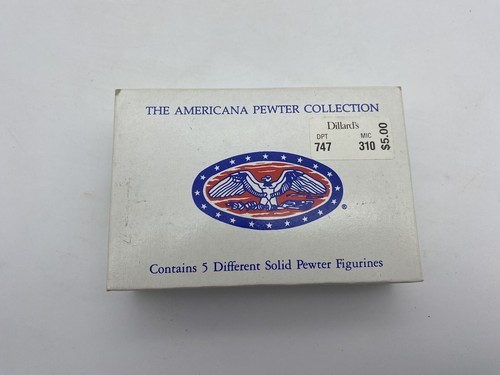 THE AMERICANA PEWTER COLLECTION
Dillard's
DPT MIC
747 310
$5.00
®
Contains 5 Different Solid Pewter Figurines